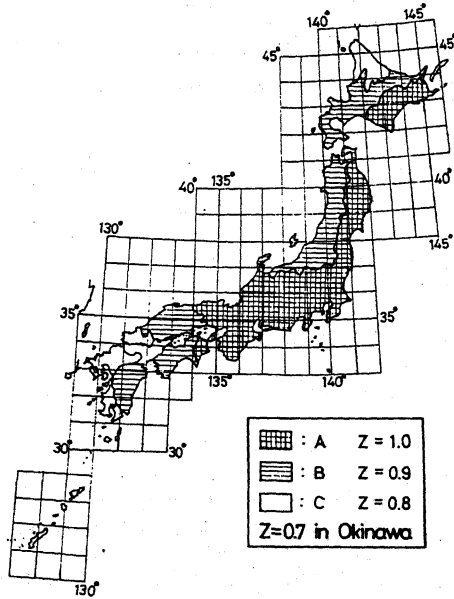 140° 145°
45° 45°
40° 135° 40°
130° 145°
35° 35°
135° 140°
30° 30°
: A Z = 1.0
: B Z = 0.9
: C Z = 0.8
Z=0.7 in Okinawa
130°